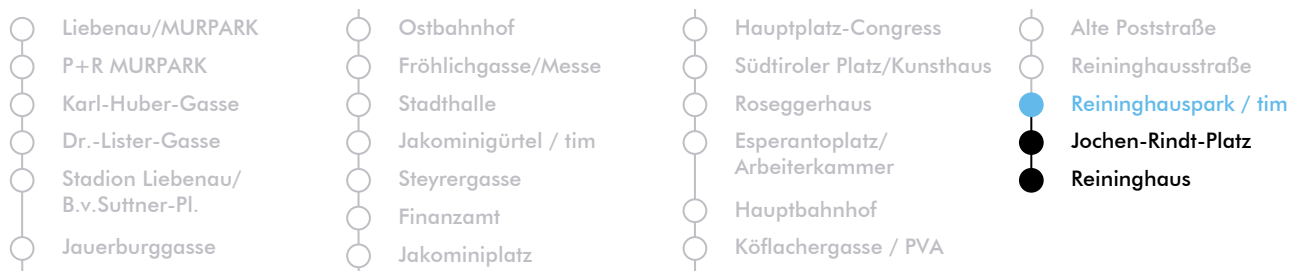 Liebenau/MURPARK
P+R MURPARK
Karl-Huber-Gasse
Dr.-Lister-Gasse
Stadion Liebenau/
B.v.Suttner-Pl.
Jauerburggasse
Ostbahnhof
Fröhlichgasse/Messe
Stadthalle
Jakominigürtel / tim
Steyrergasse
Finanzamt
Jakominiplatz
Hauptplatz-Congress
Südtiroler Platz/Kunsthaus
Roseggerhaus
Esperantoplatz/
Arbeiterkammer
Hauptbahnhof
Köflachergasse / PVA
Alte Poststraße
Reininghausstraße
Reininghauspark / tim
Jochen-Rindt-Platz
Reininghaus